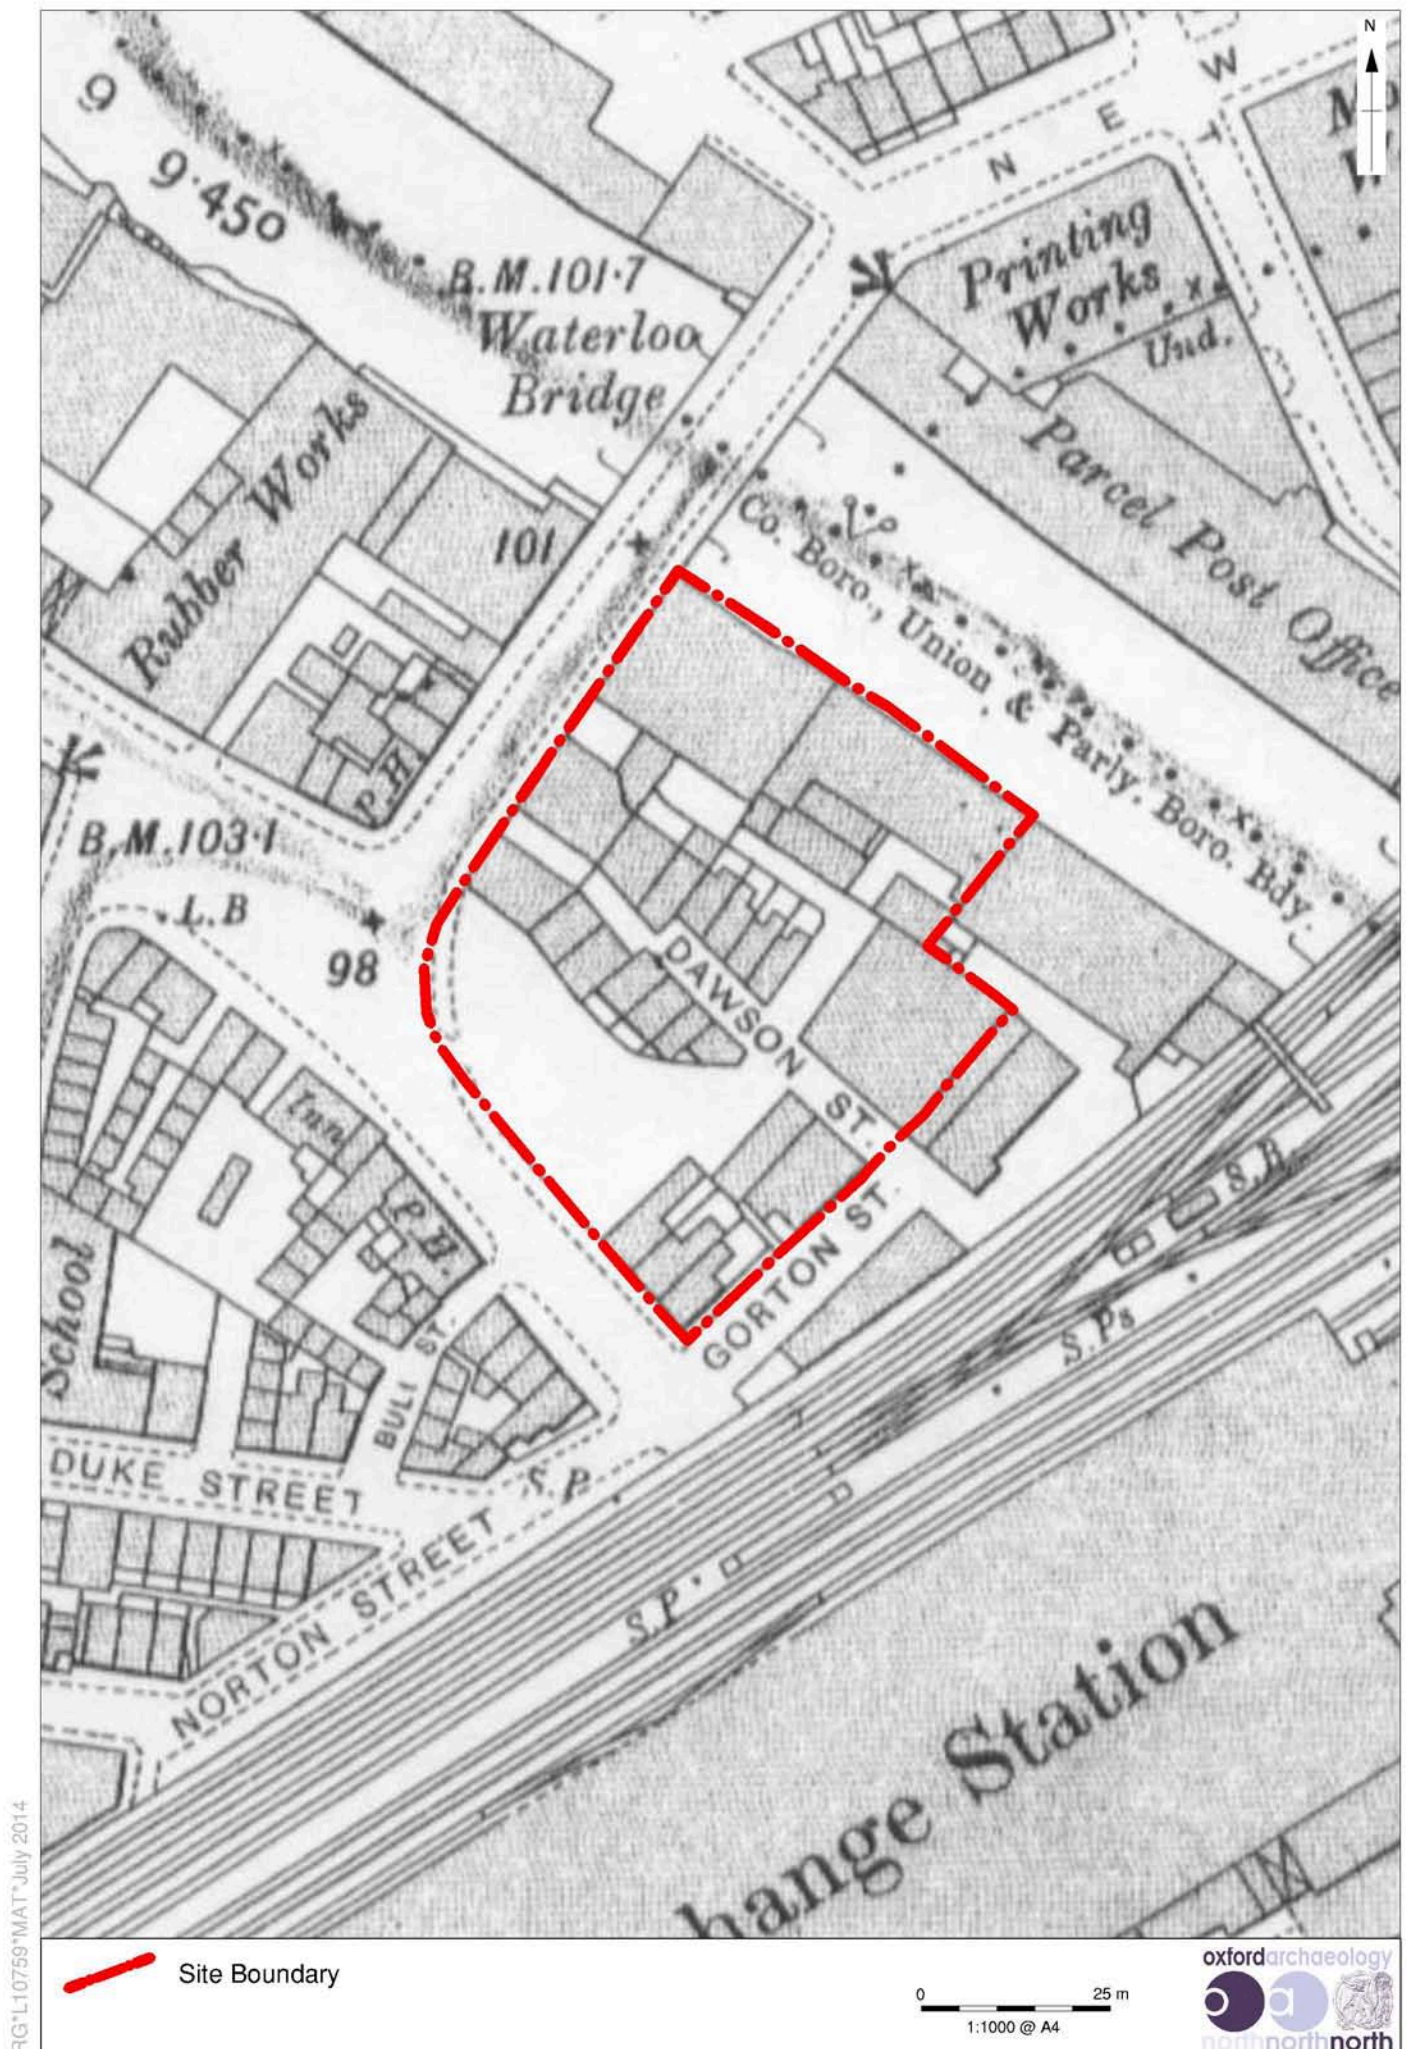 N
9
9·450
B.M.101·7
Waterloo
Bridge
N
E
W
T
Printing
Works
Und.
Parcel Post Office
Rubber Works
101
Co. Boro., Union, & Parly. Boro. Bdy.
P.H.
B.M.103·1
L.B
98
DAWSON ST.
Inn
P.H.
School
BULL ST.
GORTON ST.
S.B.
S.Ps
DUKE STREET
S.P.
NORTON STREET
S.P.
hange Station
RG*L10759*MAT*July 2014
Site Boundary
0 25 m
1:1000 @ A4
oxfordarchaeology
northnorthnorth